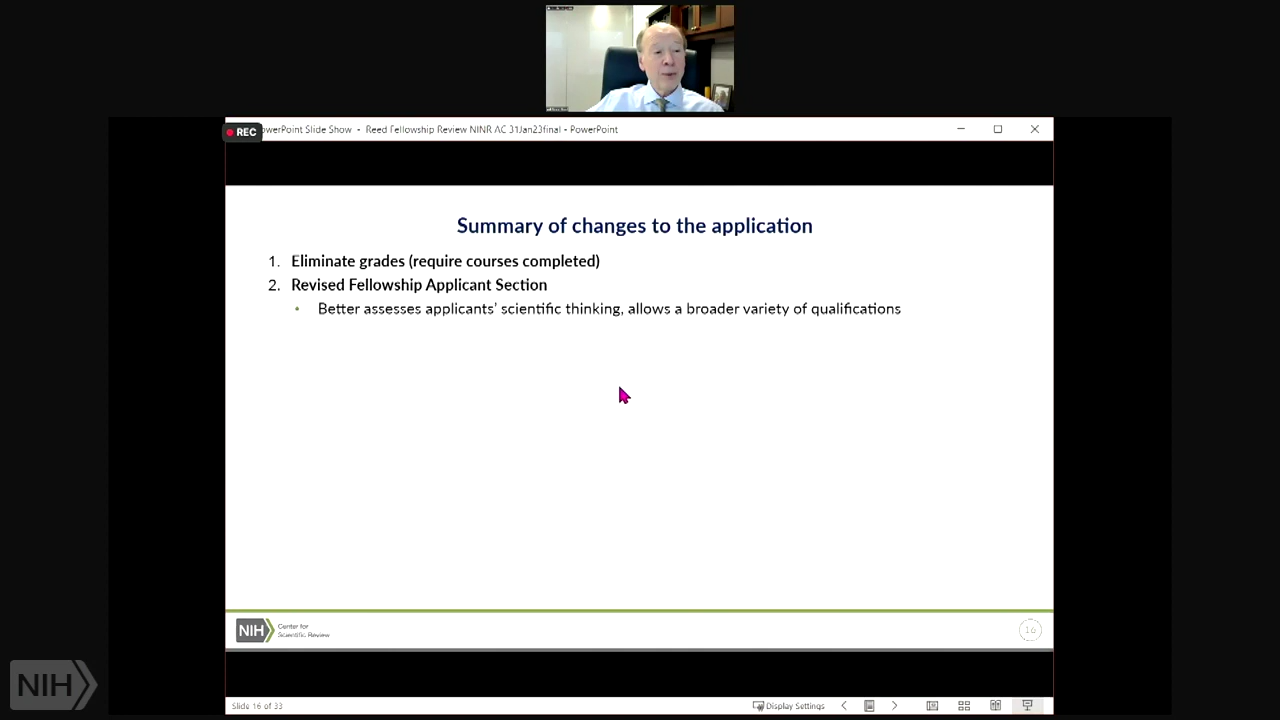 REC
owerPoint Slide Show - Reed Fellowship Review NINR AC 31Jan23final - PowerPoint
Summary of changes to the application
1. Eliminate grades (require courses completed)
2. Revised Fellowship Applicant Section
• Better assesses applicants' scientific thinking, allows a broader variety of qualifications
NIH
Center for
Scientific Review
16
NIH
Slide 16 of 33
Display Settings